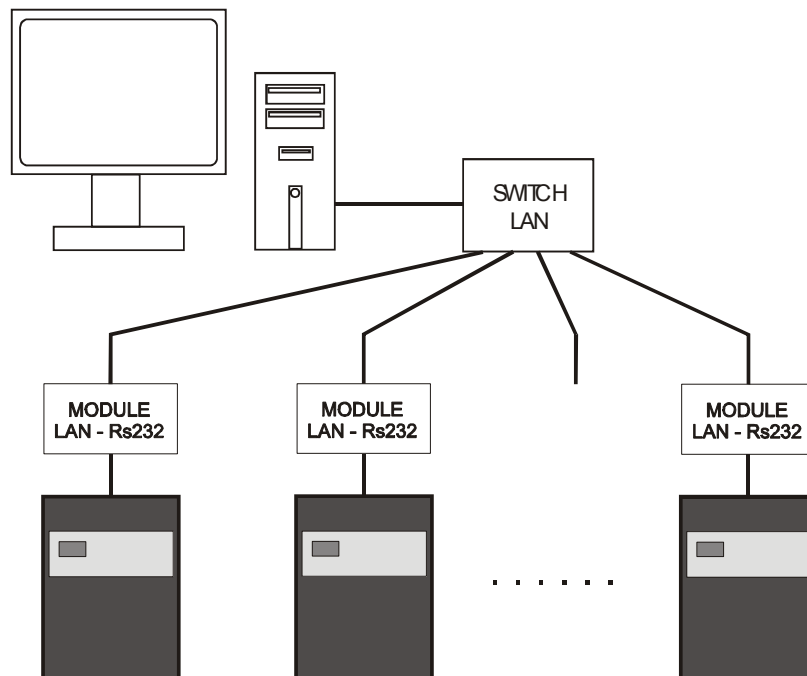 SWITCH
LAN
MODULE
LAN - Rs232
MODULE
LAN - Rs232
MODULE
LAN - Rs232